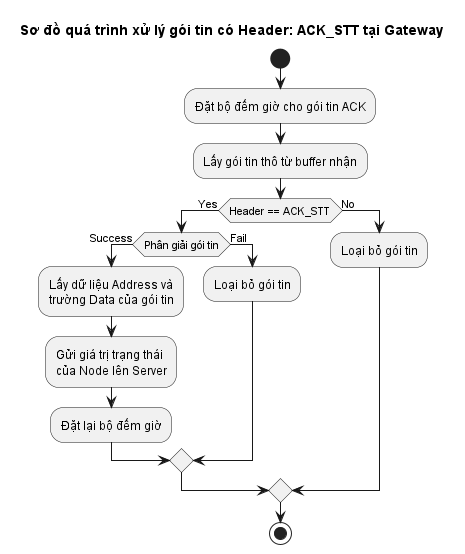 Sơ đồ quá trình xử lý gói tin có Header: ACK_STT tại Gateway
Đặt bộ đếm giờ cho gói tin ACK
Lấy gói tin thô từ buffer nhận
Yes
Header == ACK_STT
No
Success
Phân giải gói tin
Fail
Loại bỏ gói tin
Lấy dữ liệu Address và
trường Data của gói tin
Loại bỏ gói tin
Gửi giá trị trạng thái
của Node lên Server
Đặt lại bộ đếm giờ